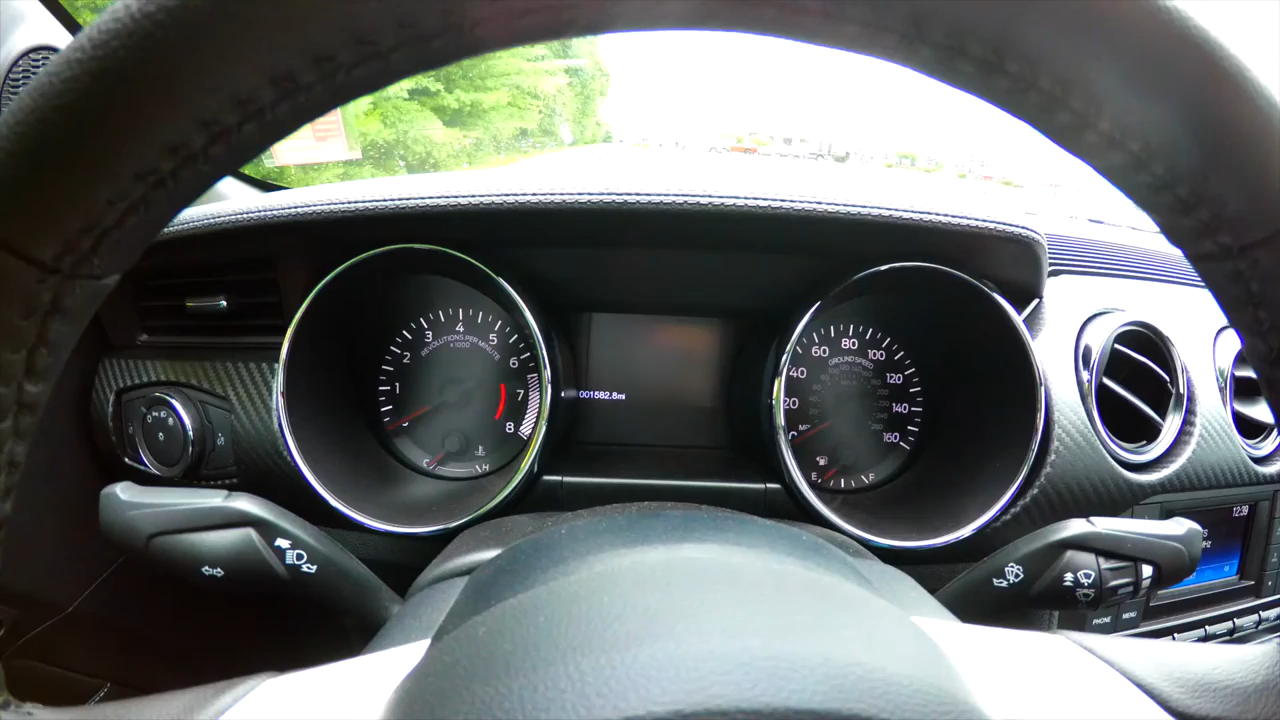 1
2
3
4
5
6
7
8
REVOLUTIONS PER MINUTE
x1000
C
H
001582.8mi
20
40
60
80
100
120
140
160
GROUND SPEED
E
F
12:39
MHz
PHONE
MENU